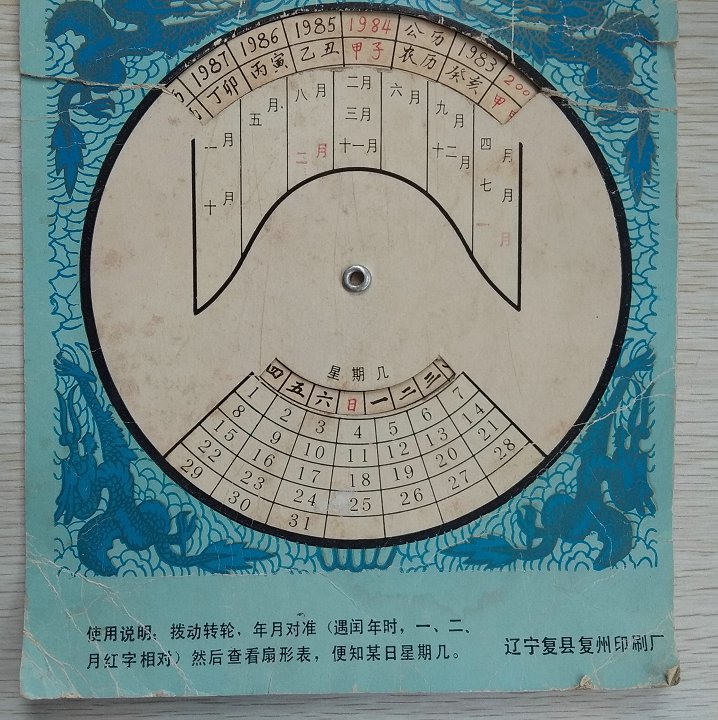 1987 1986 1985 1984 公历 1983 200
丁卯 丙寅 乙丑 甲子 农历 癸亥 甲
一月 五月 八月 二月 六月 九月 四月
三月
十月 二月 十一月 十二月 七月
一月
星期几
四 五 六 日 一 二 三
1 2 3 4 5 6 7
8 9 10 11 12 13 14
15 16 17 18 19 20 21
22 23 24 25 26 27 28
29 30 31
使用说明：拨动转轮，年月对准（遇闰年时，一、二、
月红字相对）然后查看扇形表，便知某日星期几。
辽宁复县复州印刷厂